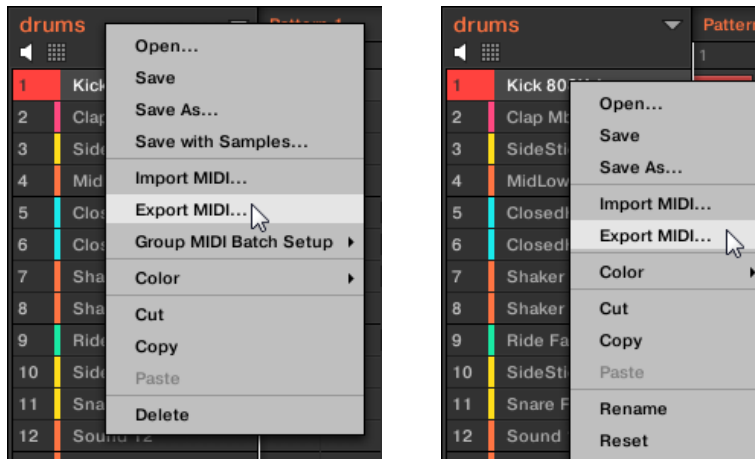 drums
Pattern 1
1 Kick
2 Clap
3 Side
4 Mid
5 Clos
6 Clos
7 Sha
8 Sha
9 Ride
10 Side
11 Sna
12 Sound 12
Open...
Save
Save As...
Save with Samples...
Import MIDI...
Export MIDI...
Group MIDI Batch Setup
Color
Cut
Copy
Paste
Delete
drums
Pattern
1
1 Kick 80
2 Clap Mb
3 SideSti
4 MidLow
5 ClosedH
6 ClosedH
7 Shaker
8 Shaker
9 Ride Fa
10 SideSti
11 Snare F
12 Sound
Open...
Save
Save As...
Import MIDI...
Export MIDI...
Color
Cut
Copy
Paste
Rename
Reset